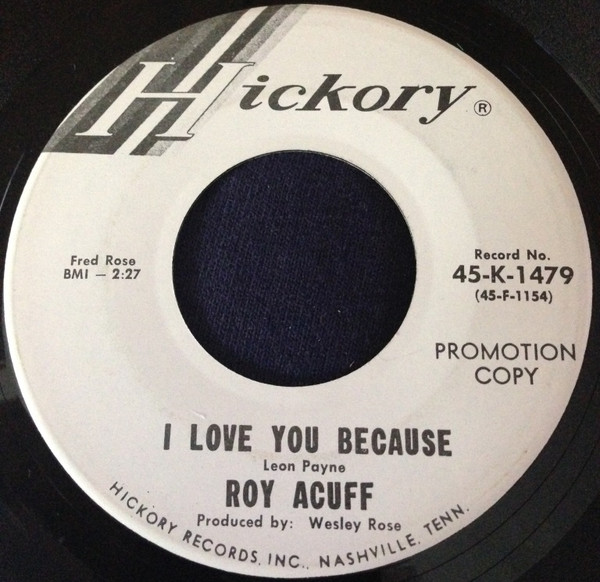 Hickory ®
Fred Rose
BMI — 2:27
Record No.
45-K-1479
(45-F-1154)
PROMOTION
COPY
I LOVE YOU BECAUSE
Leon Payne
ROY ACUFF
Produced by: Wesley Rose
HICKORY RECORDS, INC., NASHVILLE, TENN.